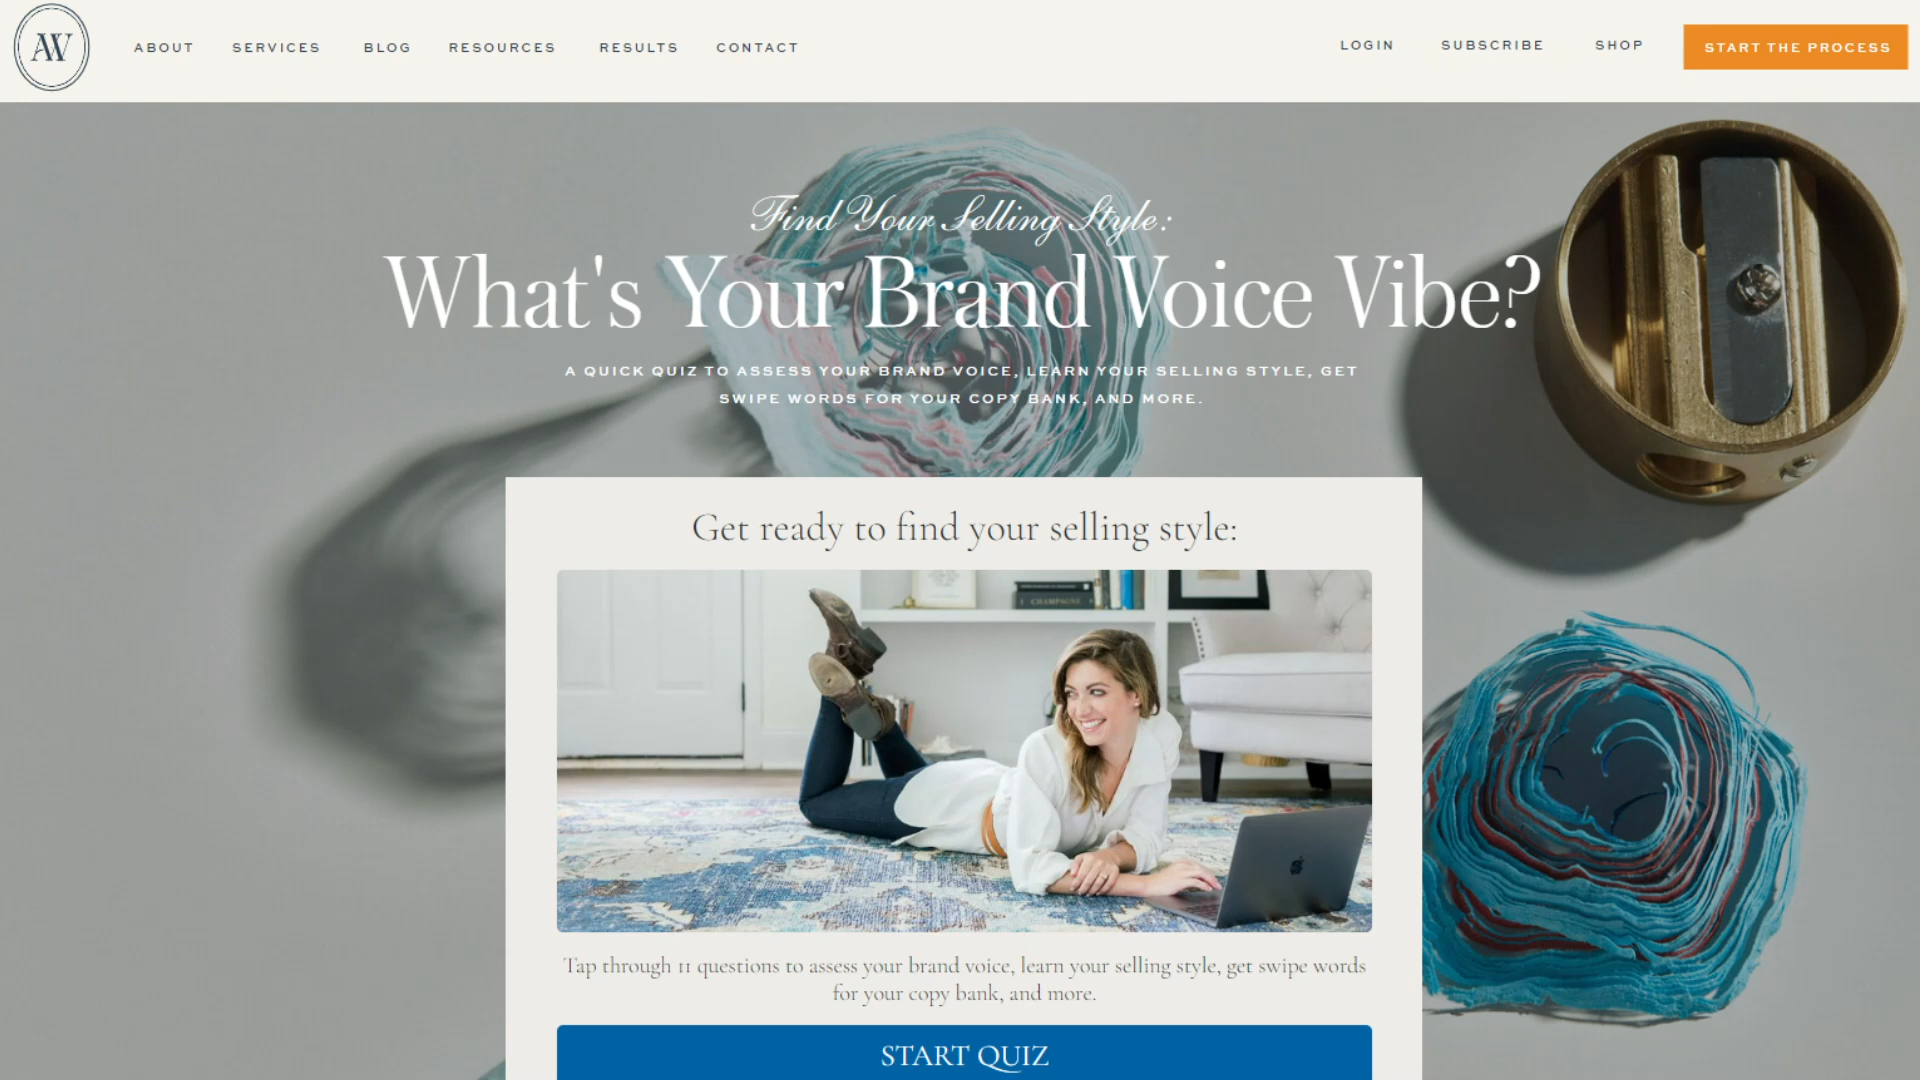 AW
ABOUT SERVICES BLOG RESOURCES RESULTS CONTACT
LOGIN SUBSCRIBE SHOP START THE PROCESS
Find Your Selling Style:
What's Your Brand Voice Vibe?
A QUICK QUIZ TO ASSESS YOUR BRAND VOICE, LEARN YOUR SELLING STYLE, GET
SWIPE WORDS FOR YOUR COPY BANK, AND MORE.
Get ready to find your selling style:
CHAMPAGNE
Tap through 11 questions to assess your brand voice, learn your selling style, get swipe words
for your copy bank, and more.
START QUIZ